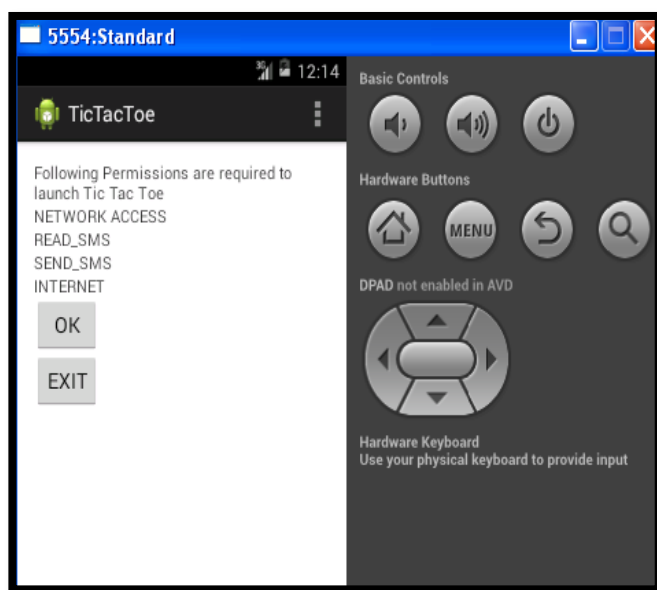 5554:Standard
3G 12:14
TicTacToe
Following Permissions are required to
launch Tic Tac Toe
NETWORK ACCESS
READ_SMS
SEND_SMS
INTERNET
OK
EXIT
Basic Controls
Hardware Buttons
MENU
DPAD not enabled in AVD
Hardware Keyboard
Use your physical keyboard to provide input